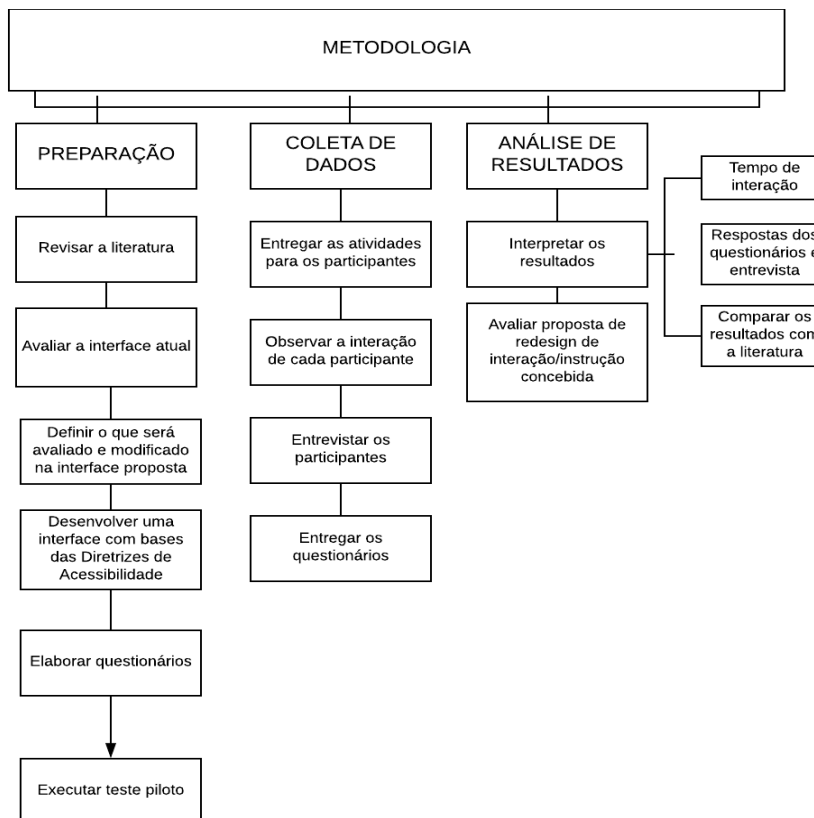 METODOLOGIA
PREPARAÇÃO
Revisar a literatura
Avaliar a interface atual
Definir o que será
avaliado e modificado
na interface proposta
Desenvolver uma
interface com bases
das Diretrizes de
Acessibilidade
Elaborar questionários
Executar teste piloto
COLETA DE
DADOS
Entregar as atividades
para os participantes
Observar a interação
de cada participante
Entrevistar os
participantes
Entregar os
questionários
ANÁLISE DE
RESULTADOS
Interpretar os
resultados
Avaliar proposta de
redesign de
interação/instrução
concebida
Tempo de
interação
Respostas dos
questionários e
entrevista
Comparar os
resultados com
a literatura